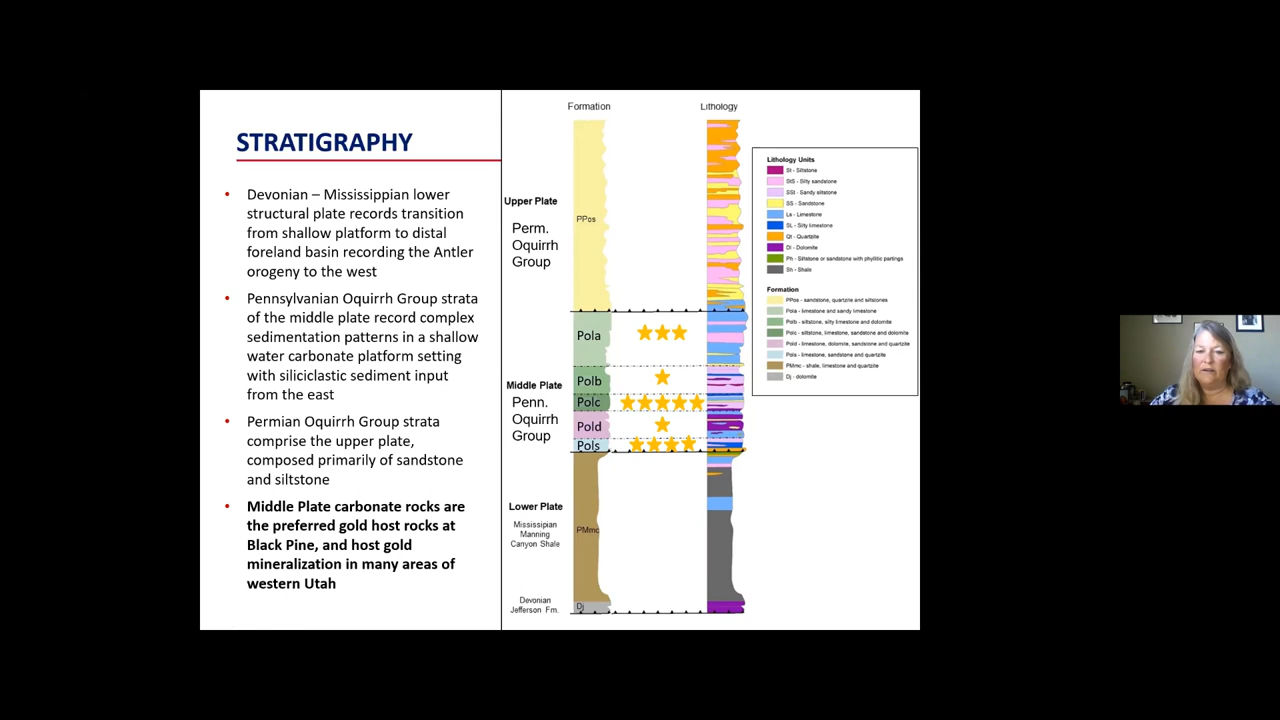 STRATIGRAPHY
• Devonian – Mississippian lower
structural plate records transition
from shallow platform to distal
foreland basin recording the Antler
orogeny to the west
• Pennsylvanian Oquirrh Group strata
of the middle plate record complex
sedimentation patterns in a shallow
water carbonate platform setting
with siliciclastic sediment input
from the east
• Permian Oquirrh Group strata
comprise the upper plate,
composed primarily of sandstone
and siltstone
• Middle Plate carbonate rocks are
the preferred gold host rocks at
Black Pine, and host gold
mineralization in many areas of
western Utah
Formation
Lithology
Upper Plate
Perm.
Oquirrh
Group
PPos
Pola
Middle Plate
Penn.
Oquirrh
Group
Polb
Polc
Pold
Pols
Lower Plate
Missisipian
Manning
Canyon Shale
PMmc
Devonian
Jefferson Fm.
Dj
Lithology Units
St - Siltstone
StS - Silty sandstone
SSt - Sandy siltstone
SS - Sandstone
Ls - Limestone
SL - Silty limestone
Qt - Quartzite
Dl - Dolomite
Ph - Siltstone or sandstone with phyllitic partings
Sh - Shale
Formation
PPos - sandstone, quartzite and siltstones
Pola - limestone and sandy limestone
Polb - siltstone, silty limestone and dolomite
Polc - siltstone, limestone, sandstone and dolomite
Pold - limestone, dolomite, sandstone and quartzite
Pols - limestone, sandstone and quartzite
PMmc - shale, limestone and quartzite
Dj - dolomite